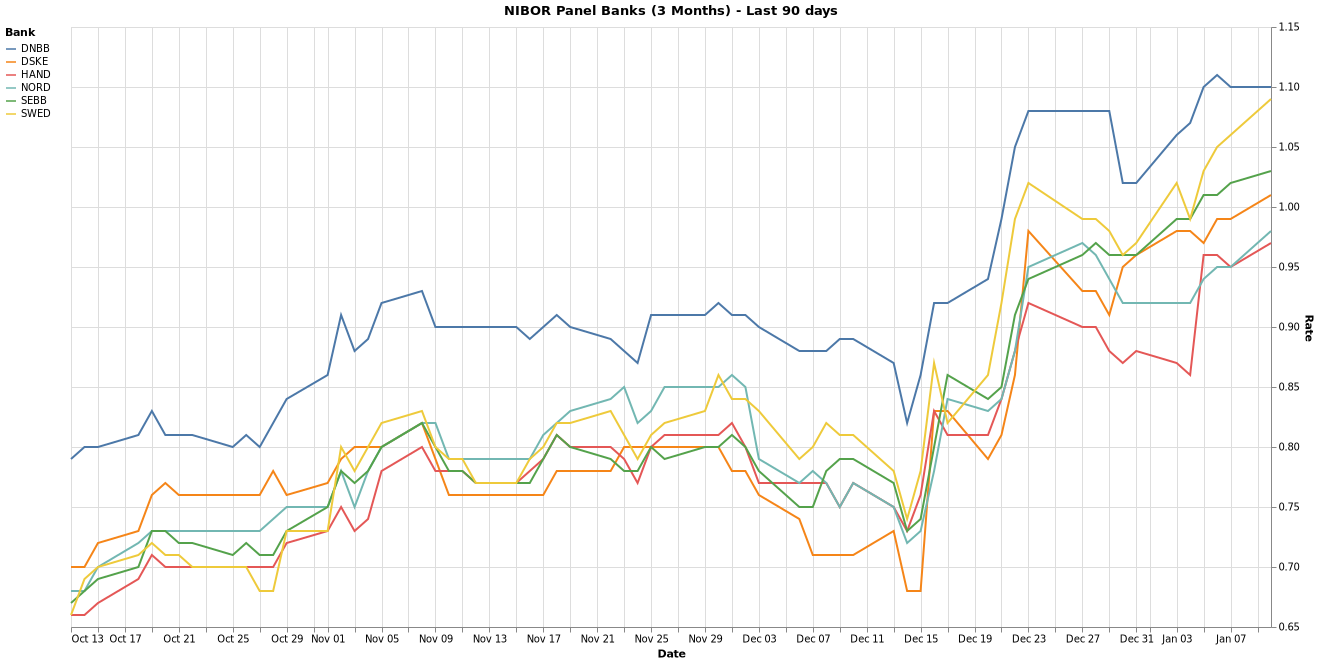 NIBOR Panel Banks (3 Months) - Last 90 days
Bank
DNBB
DSKE
HAND
NORD
SEBB
SWED
1.15
1.10
1.05
1.00
0.95
0.90
0.85
0.80
0.75
0.70
0.65
Rate
Oct 13 Oct 17 Oct 21 Oct 25 Oct 29 Nov 01 Nov 05 Nov 09 Nov 13 Nov 17 Nov 21 Nov 25 Nov 29 Dec 03 Dec 07 Dec 11 Dec 15 Dec 19 Dec 23 Dec 27 Dec 31 Jan 03 Jan 07
Date